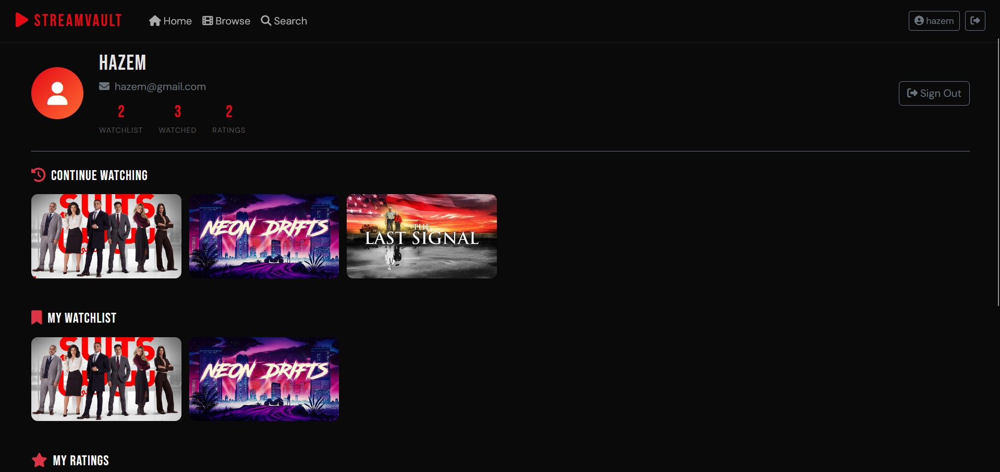 STREAMVAULT
Home
Browse
Search
hazem
HAZEM
hazem@gmail.com
2
WATCHLIST
3
WATCHED
2
RATINGS
Sign Out
CONTINUE WATCHING
SUITS
NEON DRIFTS
THE
LAST SIGNAL
MY WATCHLIST
SUITS
NEON DRIFTS
MY RATINGS